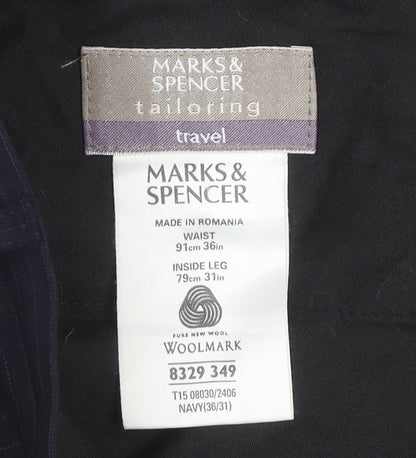 MARKS &
SPENCER
tailoring
travel
MARKS &
SPENCER
MADE IN ROMANIA
WAIST
91cm 36in
INSIDE LEG
79cm 31in
PURE NEW WOOL
WOOLMARK
8329 349
T15 08030/2406
NAVY(36/31)